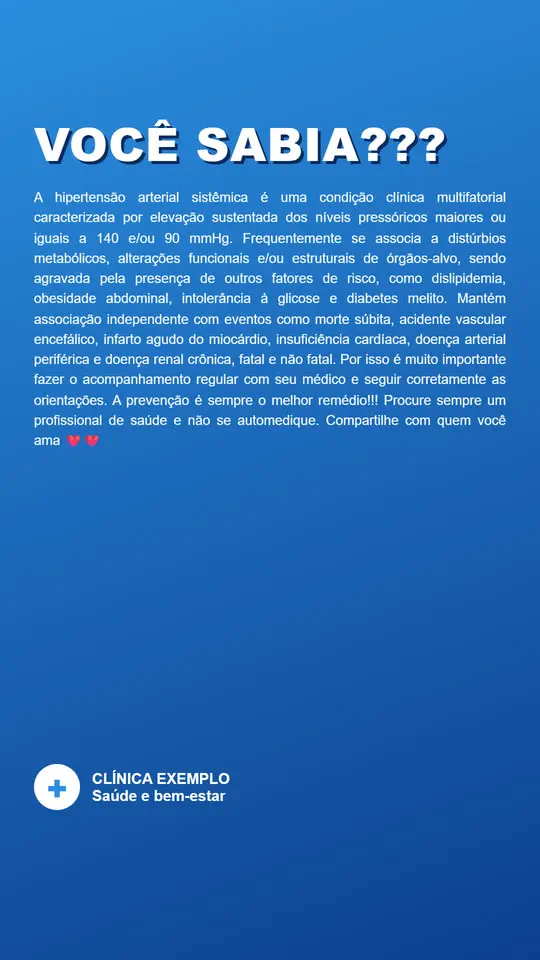 VOCÊ SABIA???
A hipertensão arterial sistêmica é uma condição clínica multifatorial
caracterizada por elevação sustentada dos níveis pressóricos maiores ou
iguais a 140 e/ou 90 mmHg. Frequentemente se associa a distúrbios
metabólicos, alterações funcionais e/ou estruturais de órgãos-alvo, sendo
agravada pela presença de outros fatores de risco, como dislipidemia,
obesidade abdominal, intolerância à glicose e diabetes melito. Mantém
associação independente com eventos como morte súbita, acidente vascular
encefálico, infarto agudo do miocárdio, insuficiência cardíaca, doença arterial
periférica e doença renal crônica, fatal e não fatal. Por isso é muito importante
fazer o acompanhamento regular com seu médico e seguir corretamente as
orientações. A prevenção é sempre o melhor remédio!!! Procure sempre um
profissional de saúde e não se automedique. Compartilhe com quem você
ama 💕 💕
CLÍNICA EXEMPLO
Saúde e bem-estar